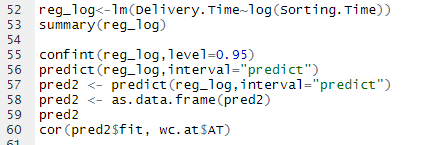 52 reg_log<-lm(Delivery.Time~log(Sorting.Time))
53 summary(reg_log)
54
55 confint(reg_log,level=0.95)
56 predict(reg_log,interval="predict")
57 pred2 <- predict(reg_log,interval="predict")
58 pred2 <- as.data.frame(pred2)
59 pred2
60 cor(pred2$fit, wc.at$AT)
61